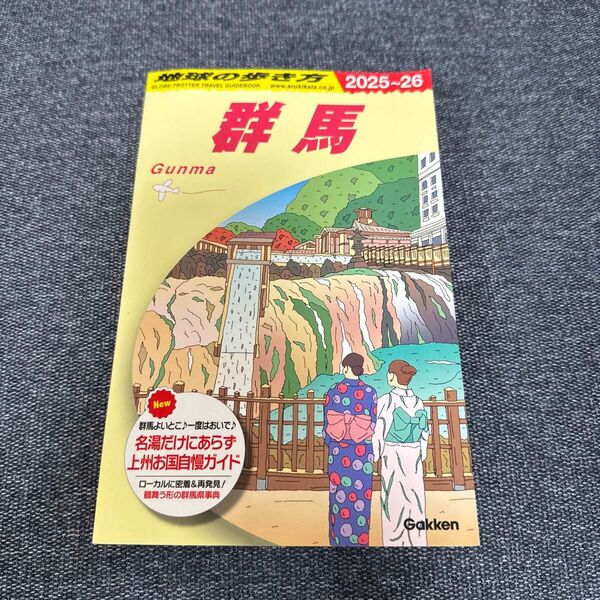 地球の歩き方
2025~26
GLOBE-TROTTER TRAVEL GUIDEBOOK
www.arukikata.co.jp
群馬
Gunma
New
群馬よいとこ♪一度はおいで♪
名湯だけにあらず
上州お国自慢ガイド
ローカルに密着&再発見!
鶴舞う形の群馬県事典
Gakken